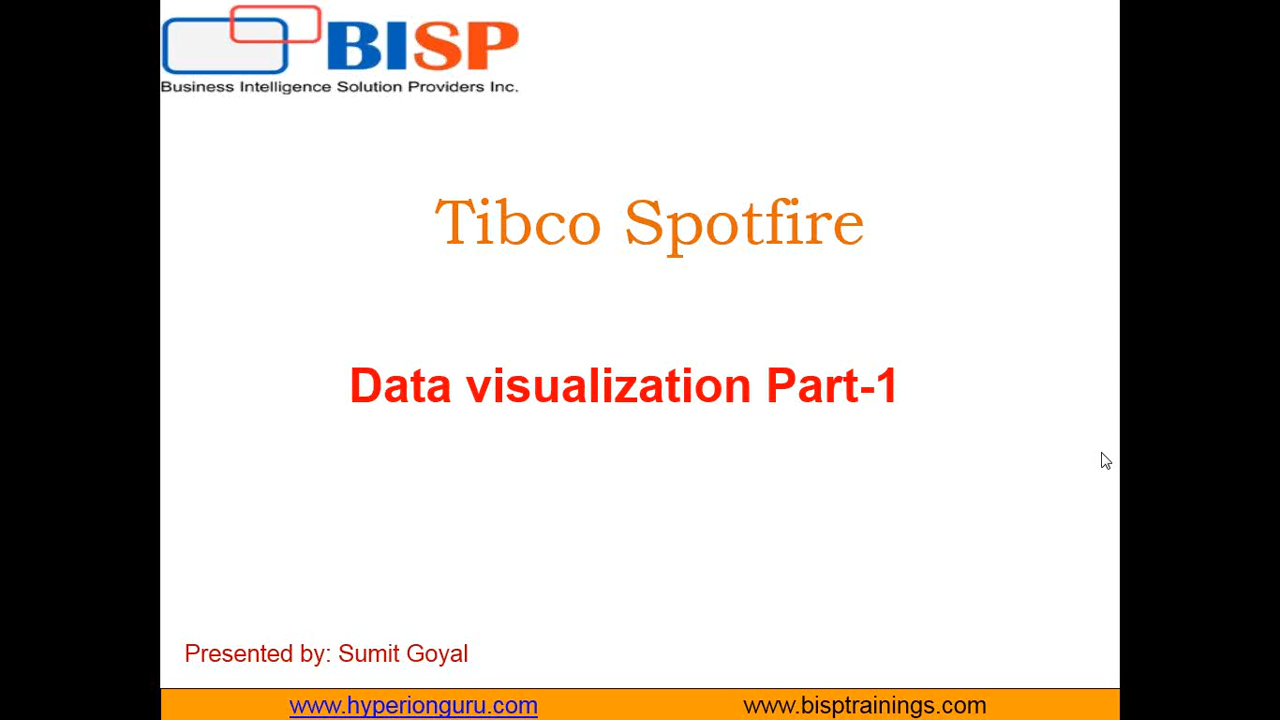 BISP
Business Intelligence Solution Providers Inc.
Tibco Spotfire
Data visualization Part-1
Presented by: Sumit Goyal
www.hyperionguru.com www.bisptrainings.com